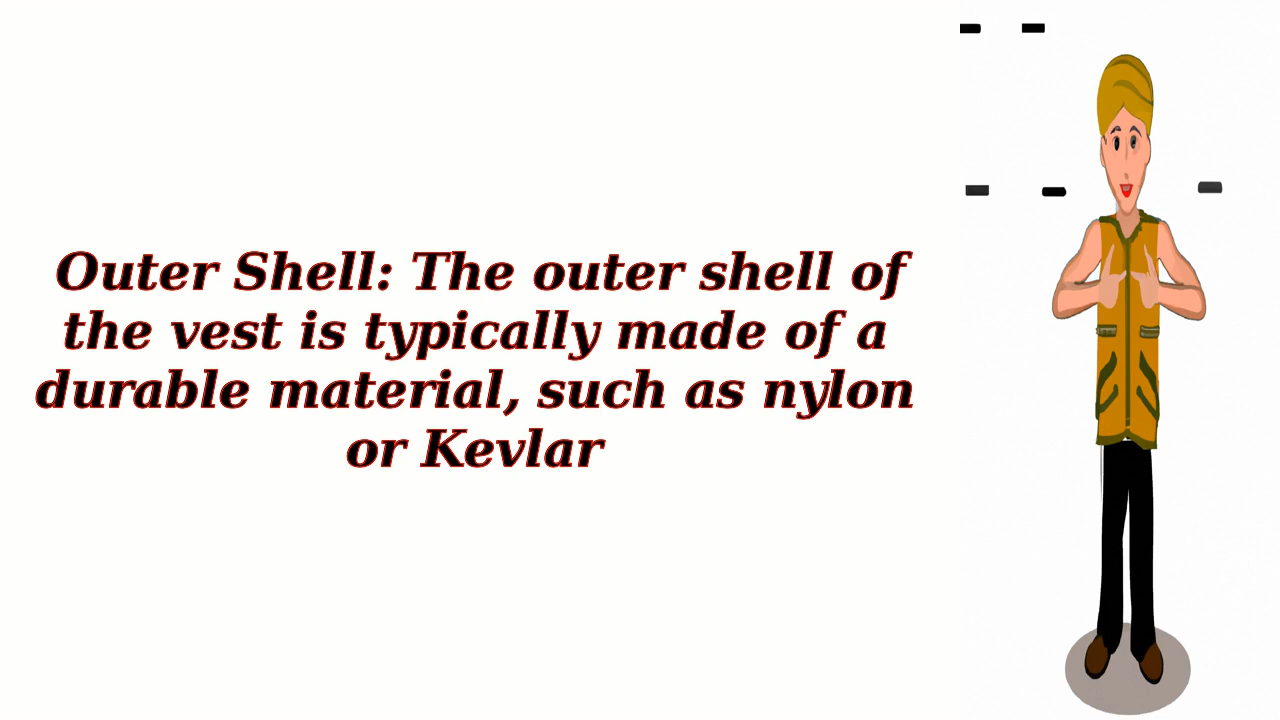 Outer Shell: The outer shell of
the vest is typically made of a
durable material, such as nylon
or Kevlar